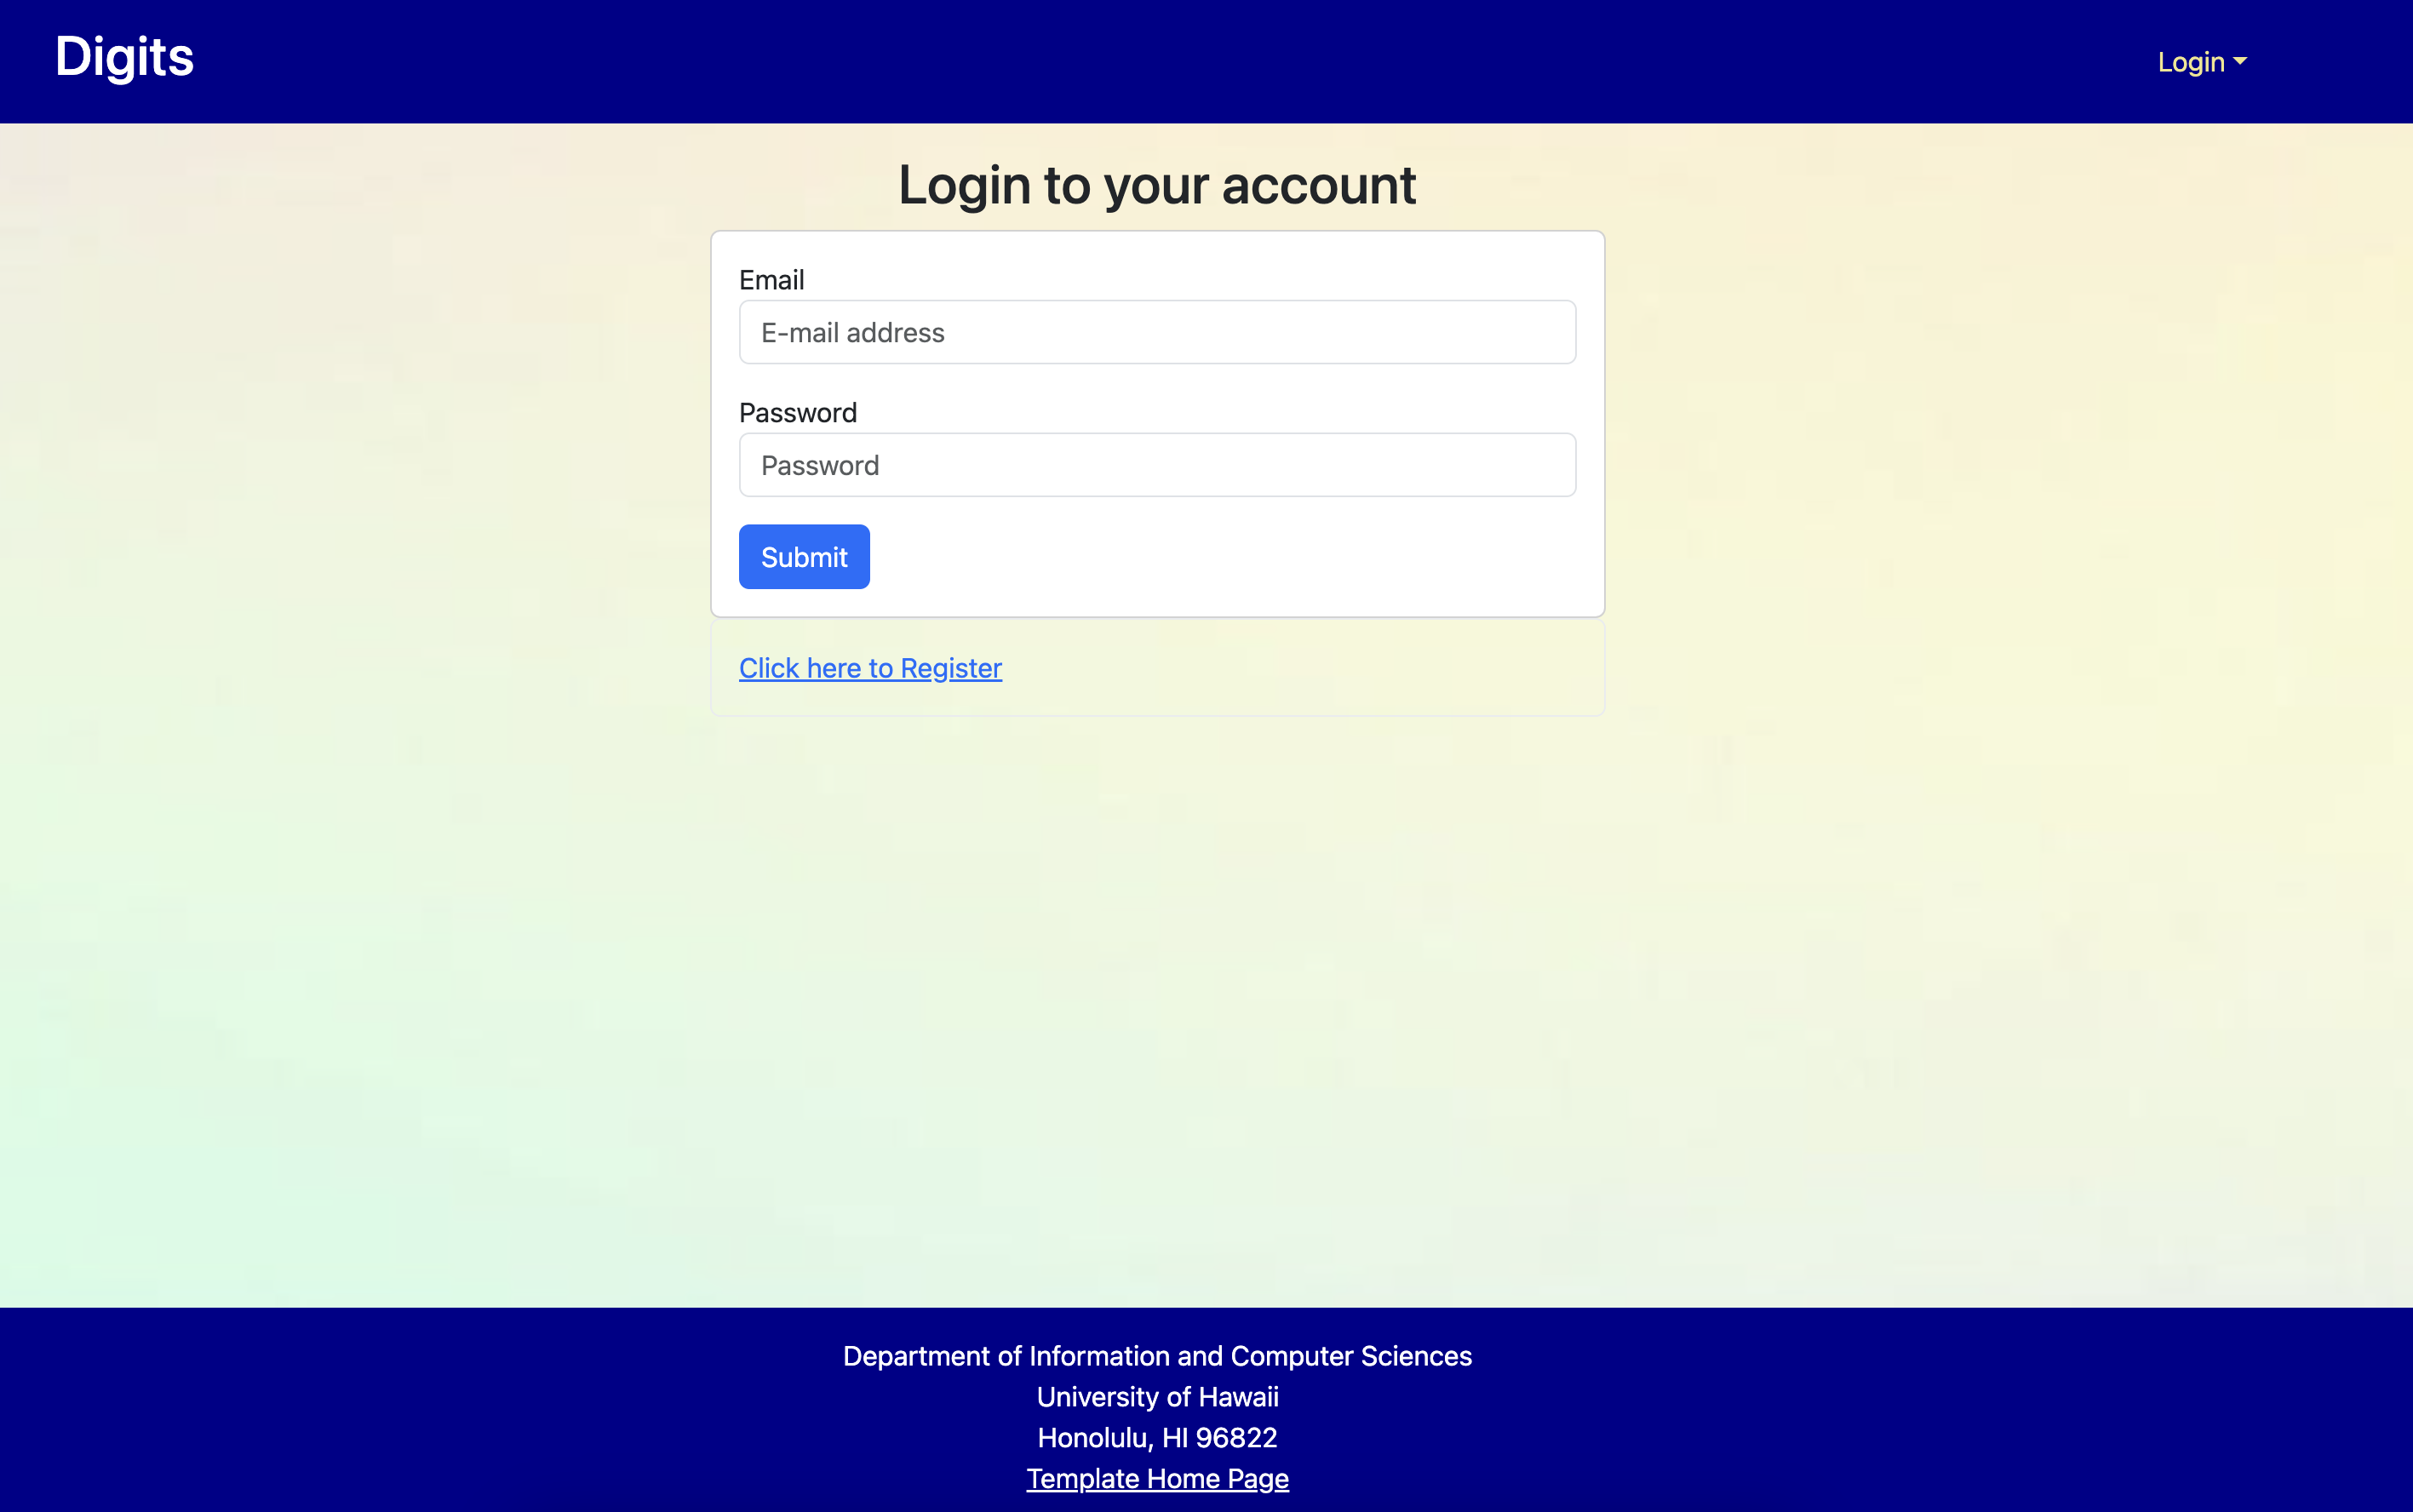 Digits
Login
Login to your account
Email
E-mail address
Password
Password
Submit
Click here to Register
Department of Information and Computer Sciences
University of Hawaii
Honolulu, HI 96822
Template Home Page